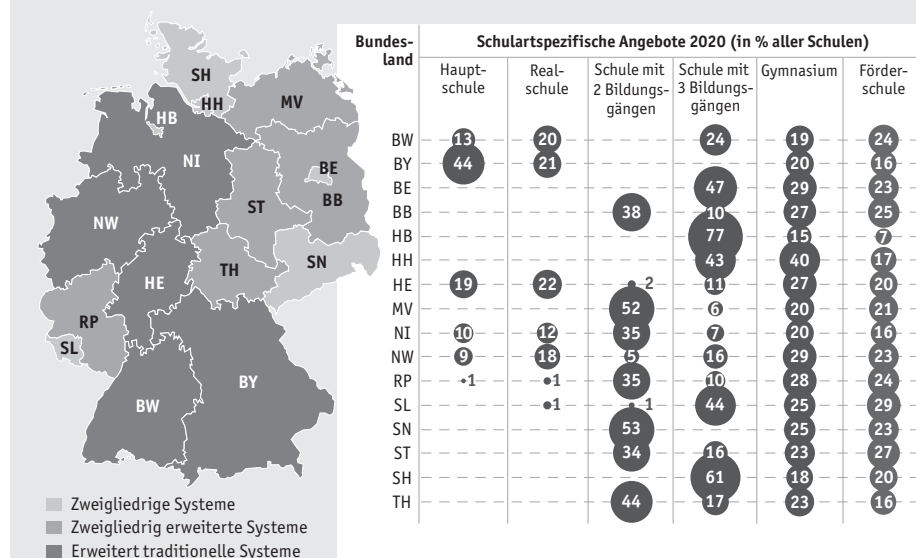 SH
HH
MV
HB
NI
BE
BB
ST
NW
HE
TH
SN
RP
SL
BW
BY
Zweigliedrige Systeme
Zweigliedrig erweiterte Systeme
Erweitert traditionelle Systeme
Bundes-
land
Schulartspezifische Angebote 2020 (in % aller Schulen)
Haupt-
schule
Real-
schule
Schule mit
2 Bildungs-
gängen
Schule mit
3 Bildungs-
gängen
Gymnasium
Förder-
schule
BW 13 20 24 19 24
BY 44 21 20 16
BE 47 29 23
BB 38 10 27 25
HB 77 15 7
HH 43 40 17
HE 19 22 2 11 27 20
MV 52 6 20 21
NI 10 12 35 7 20 16
NW 9 18 5 16 29 23
RP 1 1 35 10 28 24
SL 1 1 44 25 29
SN 53 25 23
ST 34 16 23 27
SH 61 18 20
TH 44 17 23 16